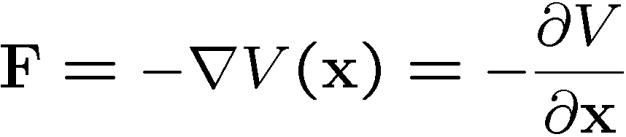 𝐅 = −∇V(𝐱) = −∂V/∂𝐱